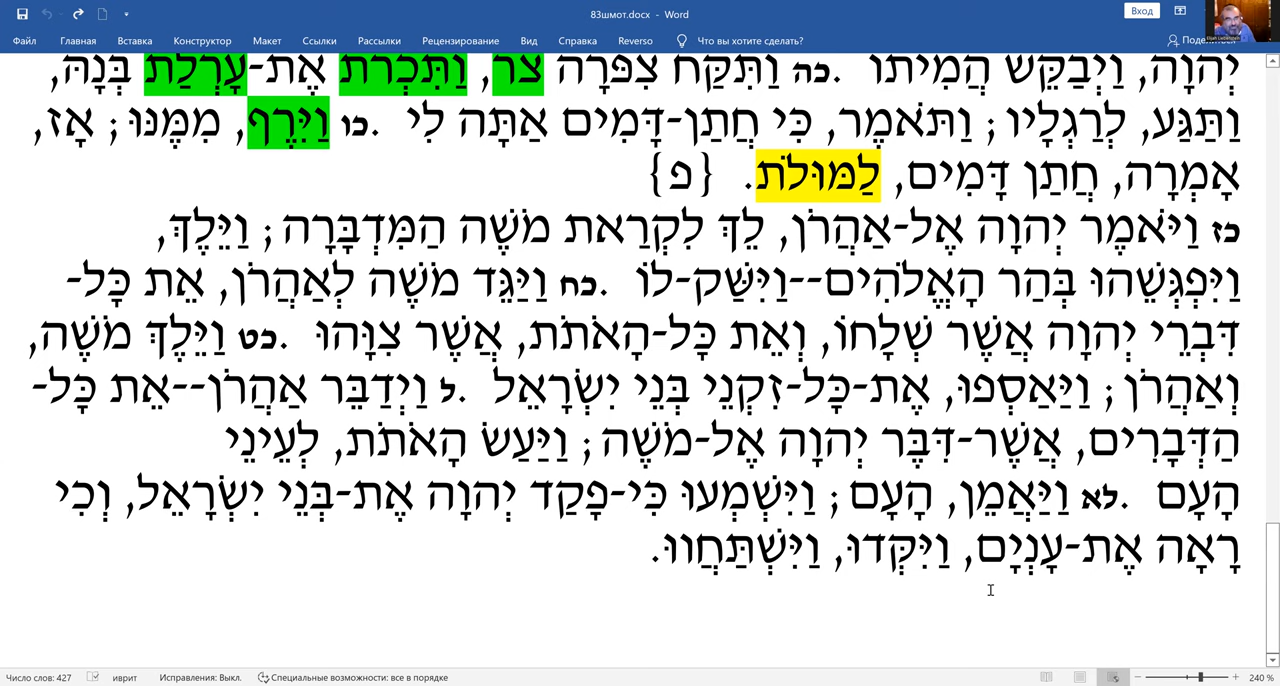 83шмот.docx - Word
Вход
Файл Главная Вставка Конструктор Макет Ссылки Рассылки Рецензирование Вид Справка Reverso Что вы хотите сделать? Поделиться
יְהוָה, וַיְבַקֵּשׁ הֲמִיתוֹ .כה וַתִּקַּח צִפֹּרָה צֹר, וַתִּכְרֹת אֶת-עָרְלַת בְּנָהּ,
וַתַּגַּע, לְרַגְלָיו; וַתֹּאמֶר, כִּי חֲתַן-דָּמִים אַתָּה לִי .כו וַיִּרֶף, מִמֶּנּוּ; אָז,
אָמְרָה, חֲתַן דָּמִים, לַמּוּלֹת. {פ}
כז וַיֹּאמֶר יְהוָה אֶל-אַהֲרֹן, לֵךְ לִקְרַאת מֹשֶׁה הַמִּדְבָּרָה; וַיֵּלֶךְ,
וַיִּפְגְּשֵׁהוּ בְּהַר הָאֱלֹהִים--וַיִּשַּׁק-לוֹ .כח וַיַּגֵּד מֹשֶׁה לְאַהֲרֹן, אֵת כָּל-
דִּבְרֵי יְהוָה אֲשֶׁר שְׁלָחוֹ, וְאֵת כָּל-הָאֹתֹת, אֲשֶׁר צִוָּהוּ .כט וַיֵּלֶךְ מֹשֶׁה,
וְאַהֲרֹן; וַיַּאַסְפוּ, אֶת-כָּל-זִקְנֵי בְּנֵי יִשְׂרָאֵל .ל וַיְדַבֵּר אַהֲרֹן--אֵת כָּל-
הַדְּבָרִים, אֲשֶׁר-דִּבֶּר יְהוָה אֶל-מֹשֶׁה; וַיַּעַשׂ הָאֹתֹת, לְעֵינֵי
הָעָם .לא וַיַּאֲמֵן, הָעָם; וַיִּשְׁמְעוּ כִּי-פָקַד יְהוָה אֶת-בְּנֵי יִשְׂרָאֵל, וְכִי
רָאָה אֶת-עָנְיָם, וַיִּקְּדוּ, וַיִּשְׁתַּחֲווּ.
Число слов: 427 иврит Исправления: Выкл. Специальные возможности: все в порядке 240 %